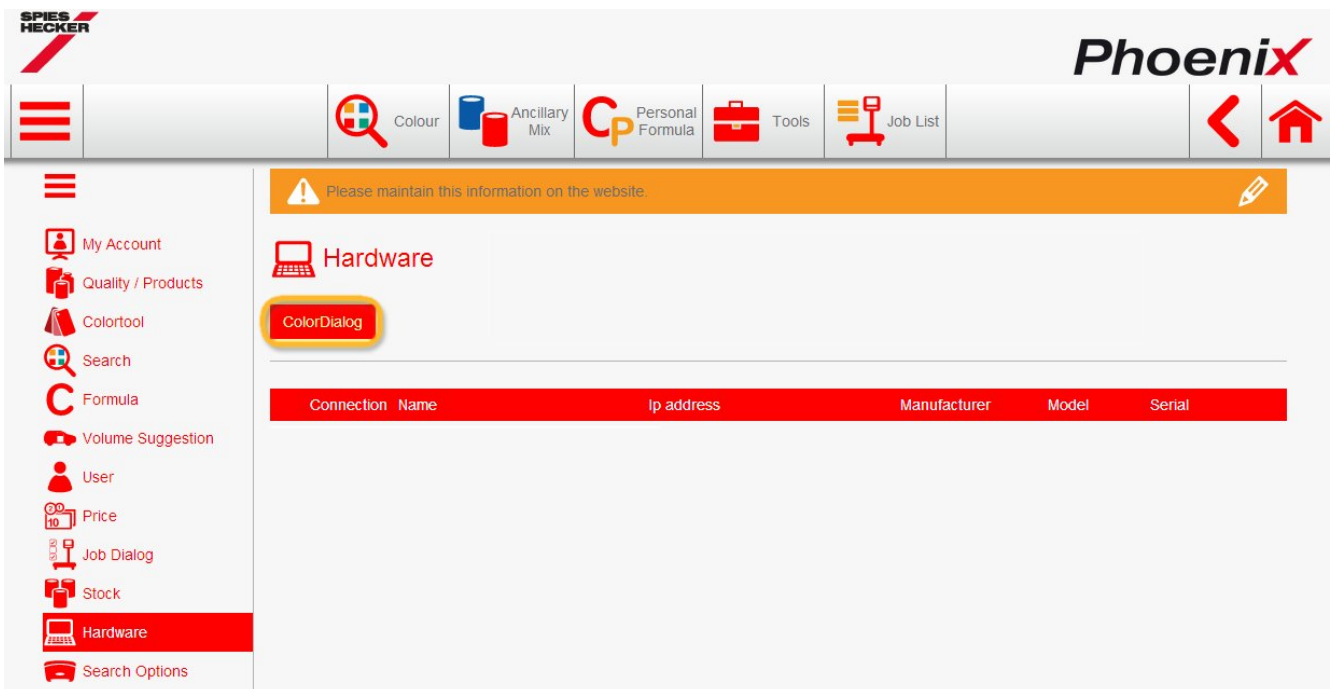 SPIES
HECKER
Phoenix
Colour
Ancillary
Mix
CP
Personal
Formula
Tools
Job List
Please maintain this information on the website.
My Account
Quality / Products
Colortool
Search
C
Formula
Volume Suggestion
User
10
Price
Job Dialog
Stock
Hardware
Search Options
Hardware
ColorDialog
Connection Name Ip address Manufacturer Model Serial